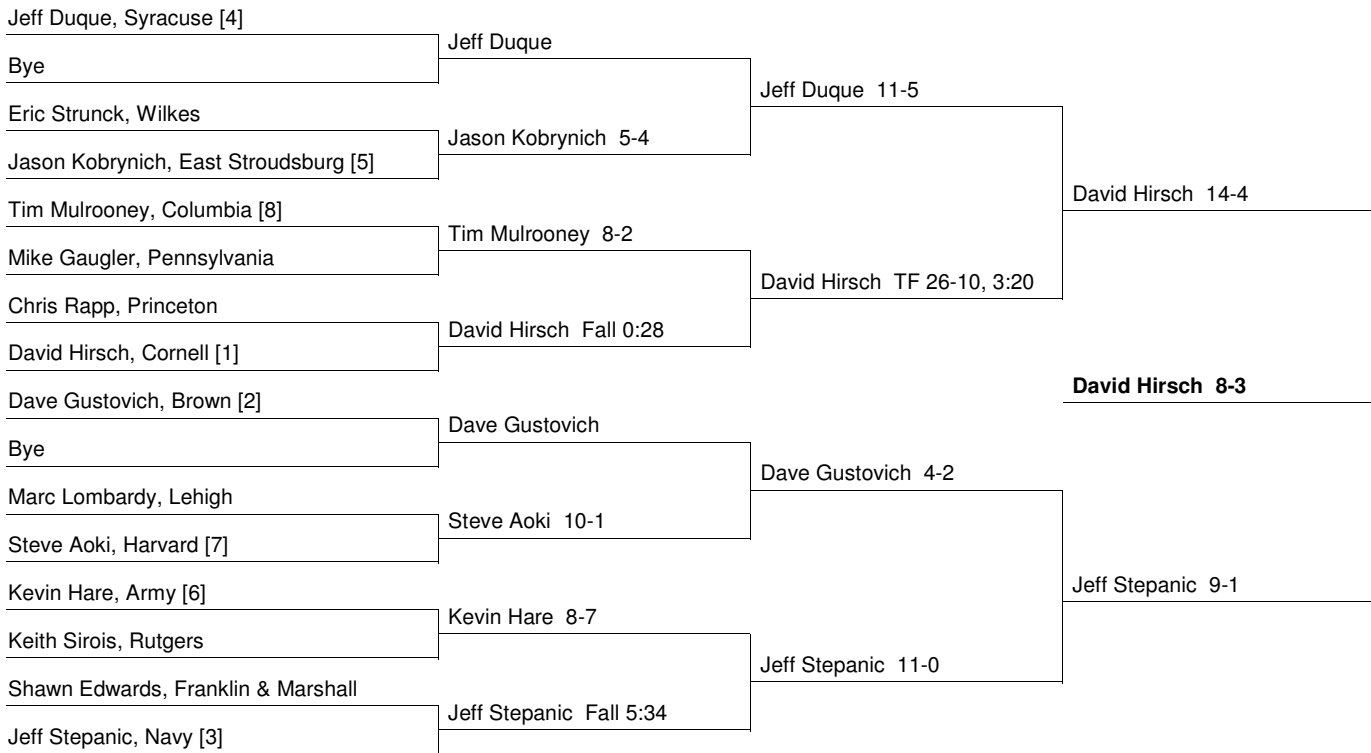 Jeff Duque, Syracuse [4]
Bye
Eric Strunck, Wilkes
Jason Kobrynich, East Stroudsburg [5]
Tim Mulrooney, Columbia [8]
Mike Gaugler, Pennsylvania
Chris Rapp, Princeton
David Hirsch, Cornell [1]
Dave Gustovich, Brown [2]
Bye
Marc Lombardy, Lehigh
Steve Aoki, Harvard [7]
Kevin Hare, Army [6]
Keith Sirois, Rutgers
Shawn Edwards, Franklin & Marshall
Jeff Stepanic, Navy [3]
Jeff Duque
Jason Kobrynich 5-4
Tim Mulrooney 8-2
David Hirsch Fall 0:28
Dave Gustovich
Steve Aoki 10-1
Kevin Hare 8-7
Jeff Stepanic Fall 5:34
Jeff Duque 11-5
David Hirsch TF 26-10, 3:20
Dave Gustovich 4-2
Jeff Stepanic 11-0
David Hirsch 14-4
David Hirsch 8-3
Jeff Stepanic 9-1